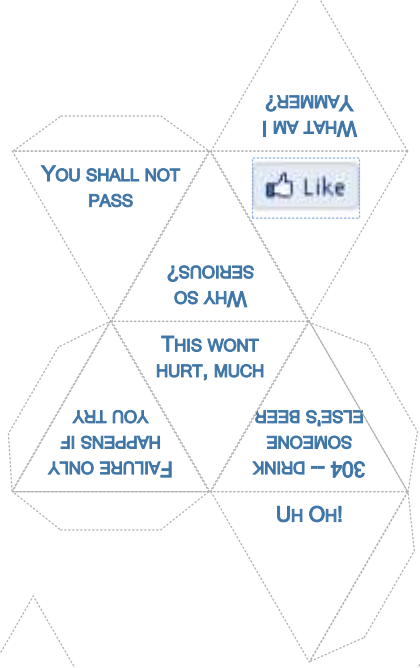 WHAT AM I
YAMMER?
YOU SHALL NOT
PASS
Like
WHY SO
SERIOUS?
THIS WONT
HURT, MUCH
FAILURE ONLY
HAPPENS IF
YOU TRY
304 – DRINK
SOMEONE
ELSE'S BEER
UH OH!